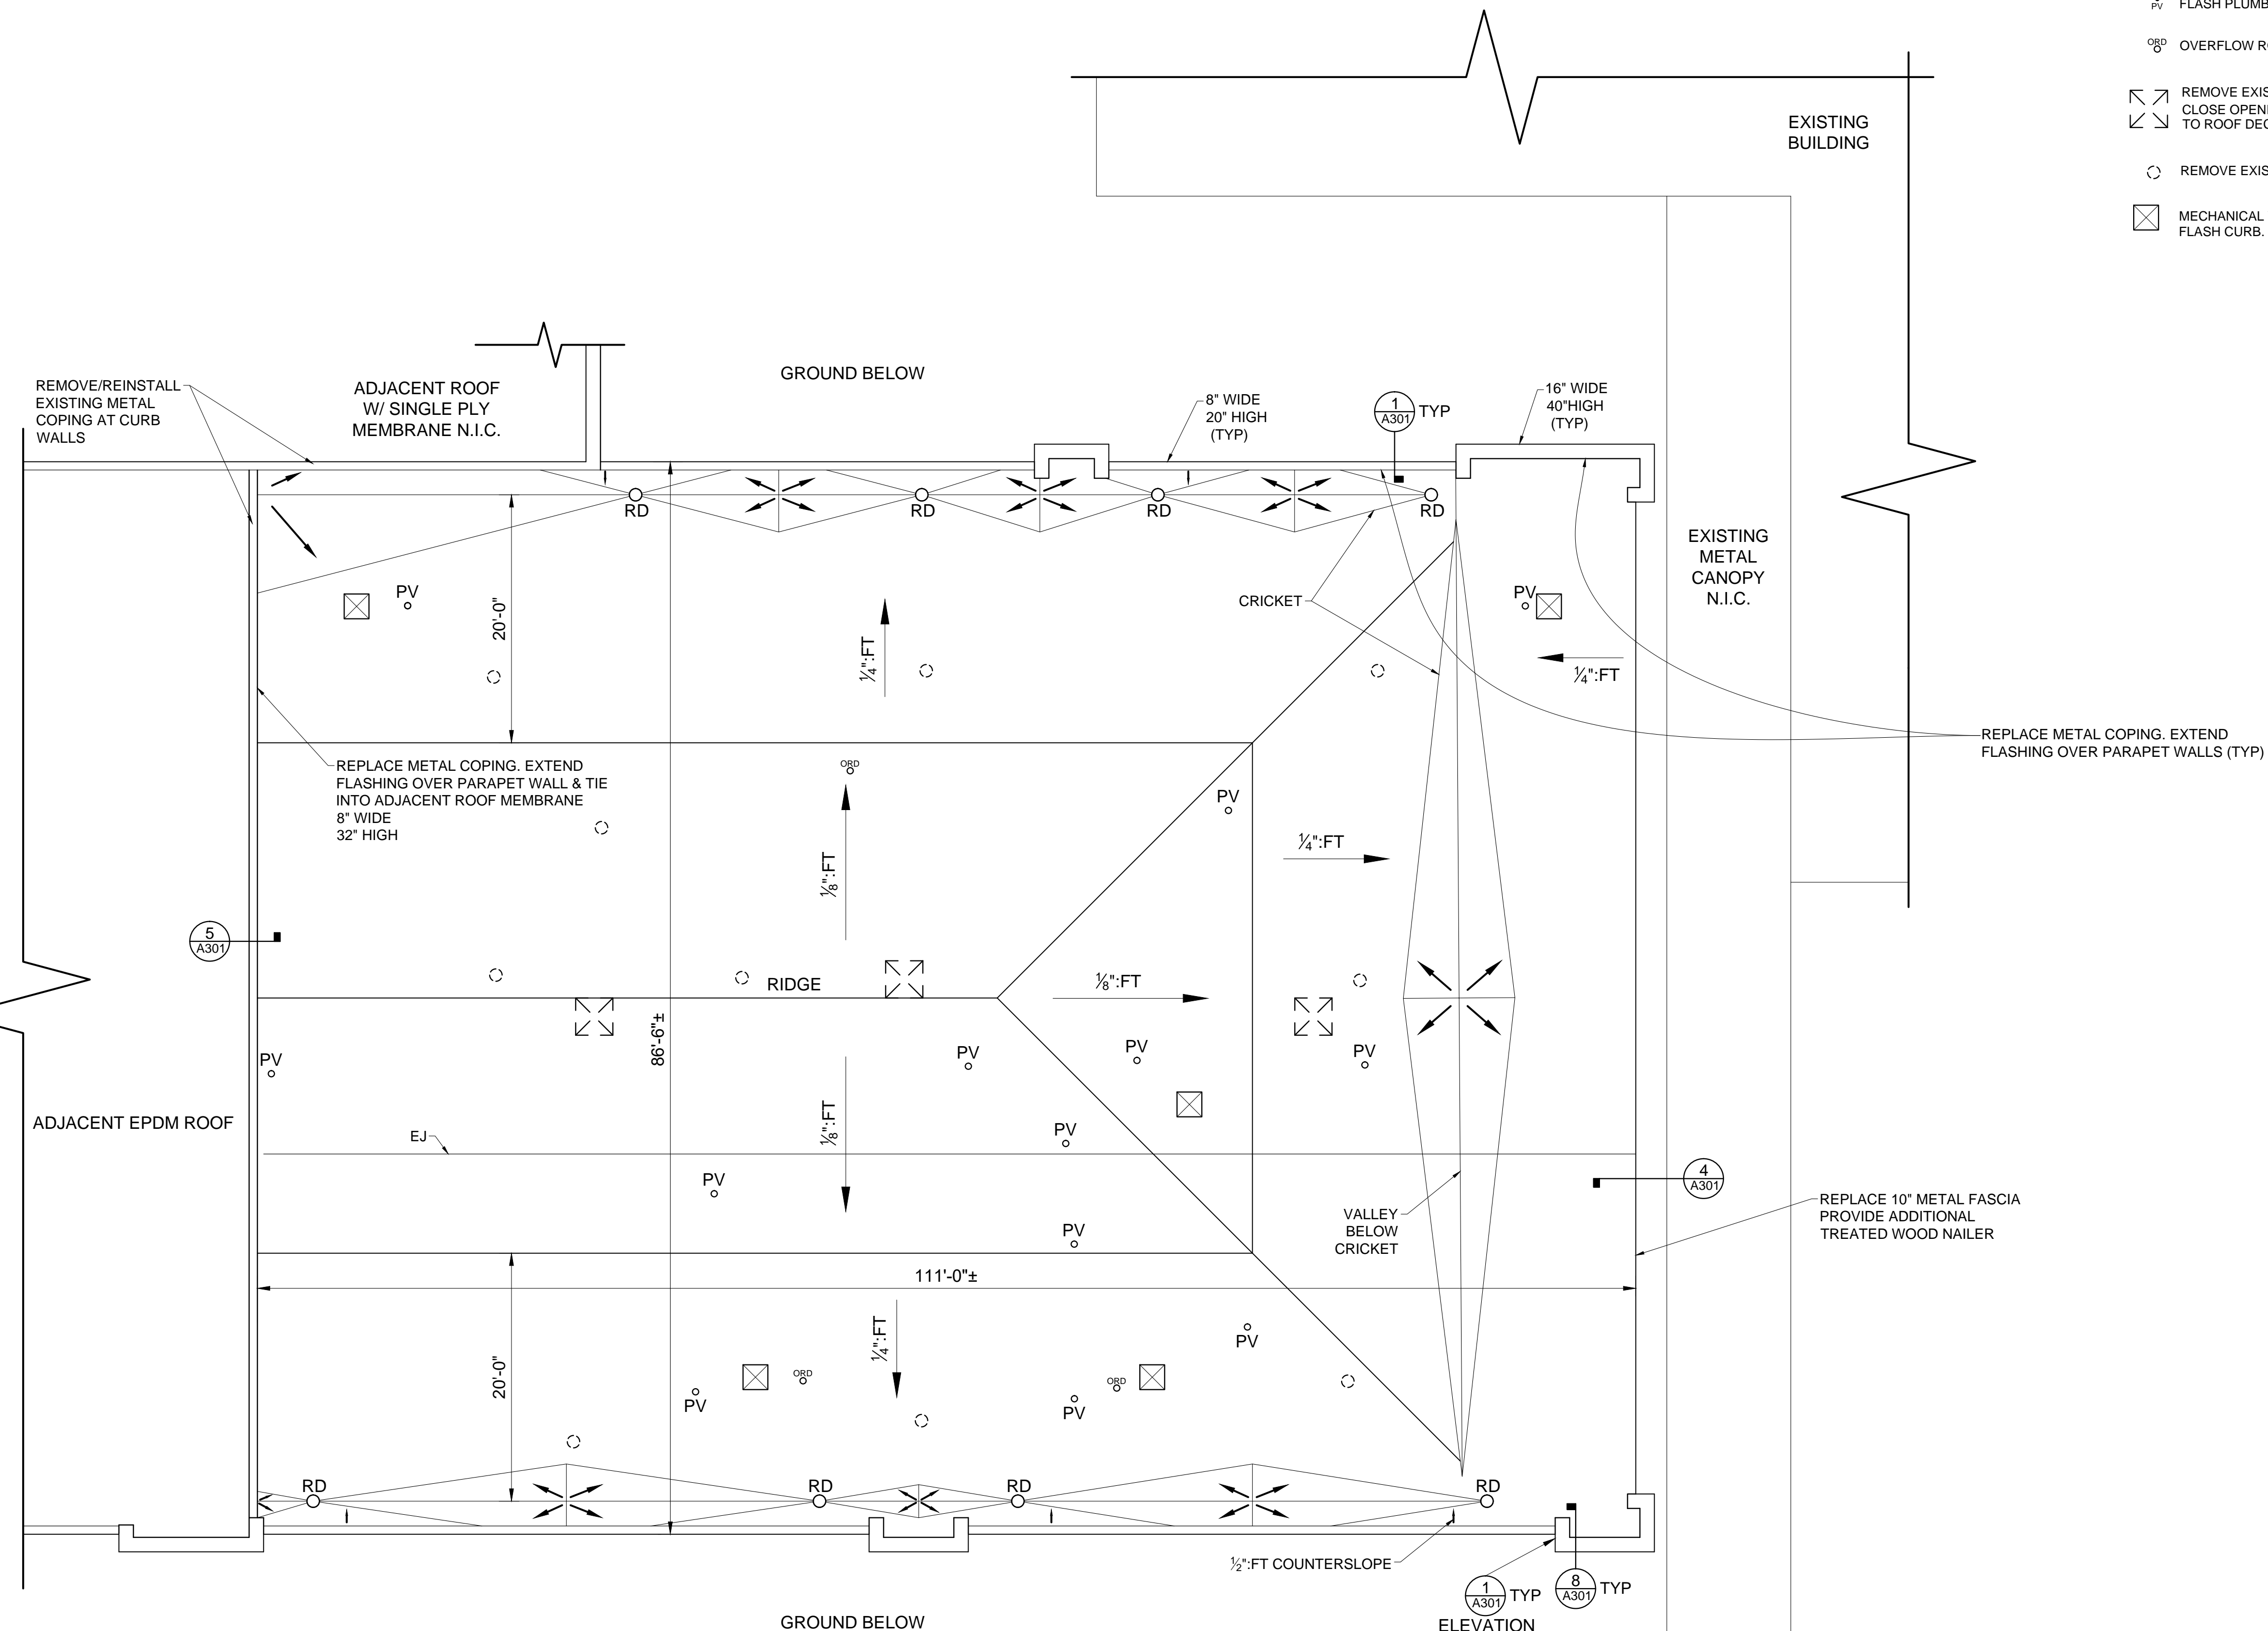 PV FLASH PLUMB
ORD OVERFLOW R
REMOVE EXIS
CLOSE OPEN
TO ROOF DEC
REMOVE EXIS
MECHANICAL
FLASH CURB.
EXISTING
BUILDING
REMOVE/REINSTALL
EXISTING METAL
COPING AT CURB
WALLS
ADJACENT ROOF
W/ SINGLE PLY
MEMBRANE N.I.C.
GROUND BELOW
8" WIDE
20" HIGH
(TYP)
1
A301
TYP
16" WIDE
40"HIGH
(TYP)
RD
RD
RD
RD
EXISTING
METAL
CANOPY
N.I.C.
PV
20'-0"
¼":FT
CRICKET
PV
¼":FT
REPLACE METAL COPING. EXTEND
FLASHING OVER PARAPET WALLS (TYP)
REPLACE METAL COPING. EXTEND
FLASHING OVER PARAPET WALL & TIE
INTO ADJACENT ROOF MEMBRANE
8" WIDE
32" HIGH
ORD
PV
⅛":FT
¼":FT
5
A301
RIDGE
⅛":FT
86'-6"±
PV
PV
PV
PV
ADJACENT EPDM ROOF
EJ
⅛":FT
PV
PV
PV
4
A301
VALLEY
BELOW
CRICKET
REPLACE 10" METAL FASCIA
PROVIDE ADDITIONAL
TREATED WOOD NAILER
111'-0"±
20'-0"
¼":FT
PV
ORD
ORD
PV
PV
RD
RD
RD
RD
½":FT COUNTERSLOPE
1
A301
TYP
8
A301
TYP
GROUND BELOW
ELEVATION